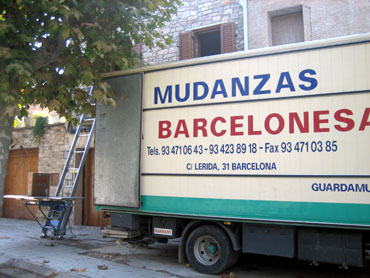 MUDANZAS
BARCELONESA
Tels. 93 471 06 43 - 93 423 89 18 - Fax 93 471 03 85
C/ LERIDA, 31 BARCELONA
GUARDAMU